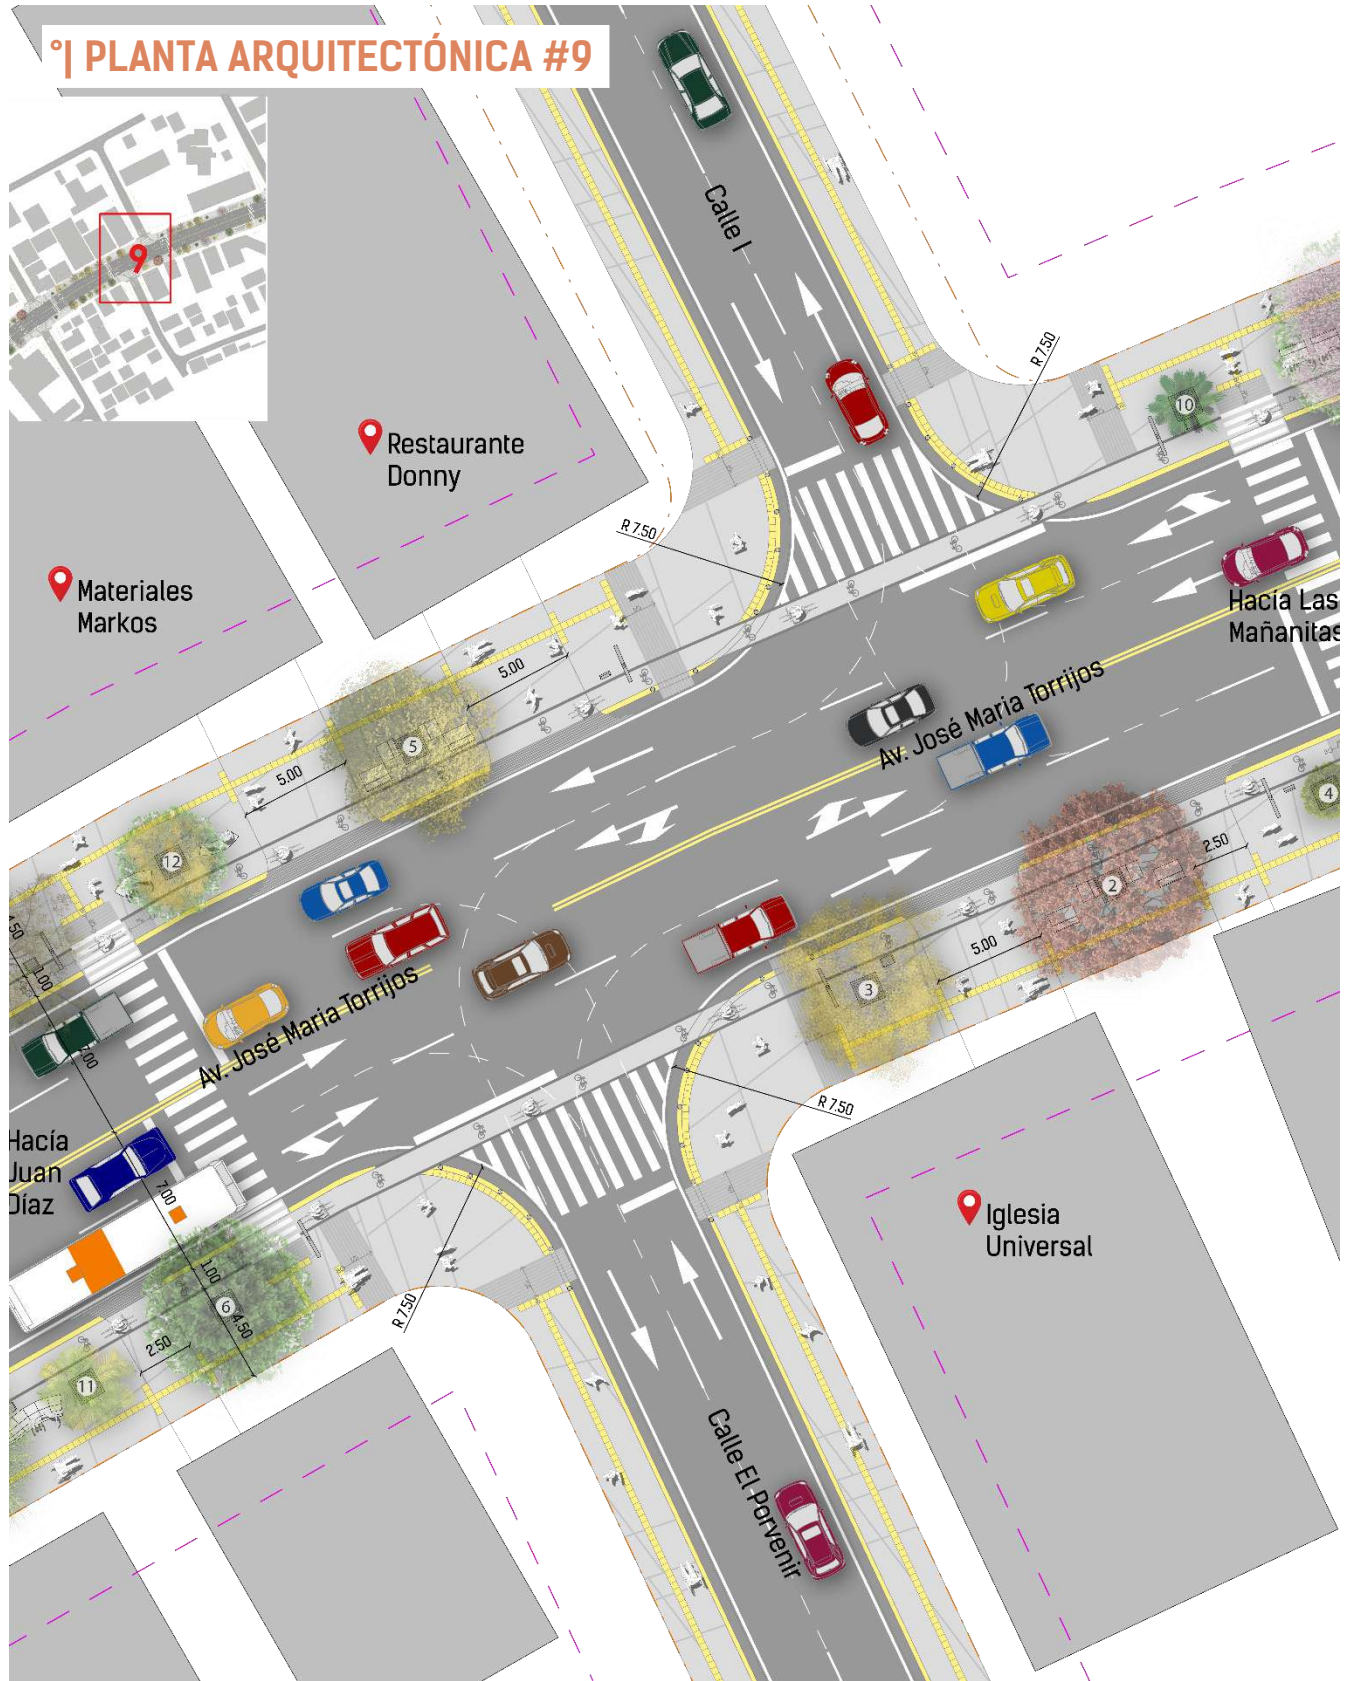 °| PLANTA ARQUITECTÓNICA #9
9
Calle I
R 7.50
10
Restaurante
Donny
R 7.50
Materiales
Markos
Hacía Las
Mañanitas
5.00
Av. José Maria Torrijos
5
5.00
4
12
2.50
2
5.00
3
1.00
Av. José Maria Torrijos
R 7.50
Hacía
Juan
Díaz
7.00
Iglesia
Universal
1.00
6
4.50
R 7.50
2.50
11
Calle El Porvenir